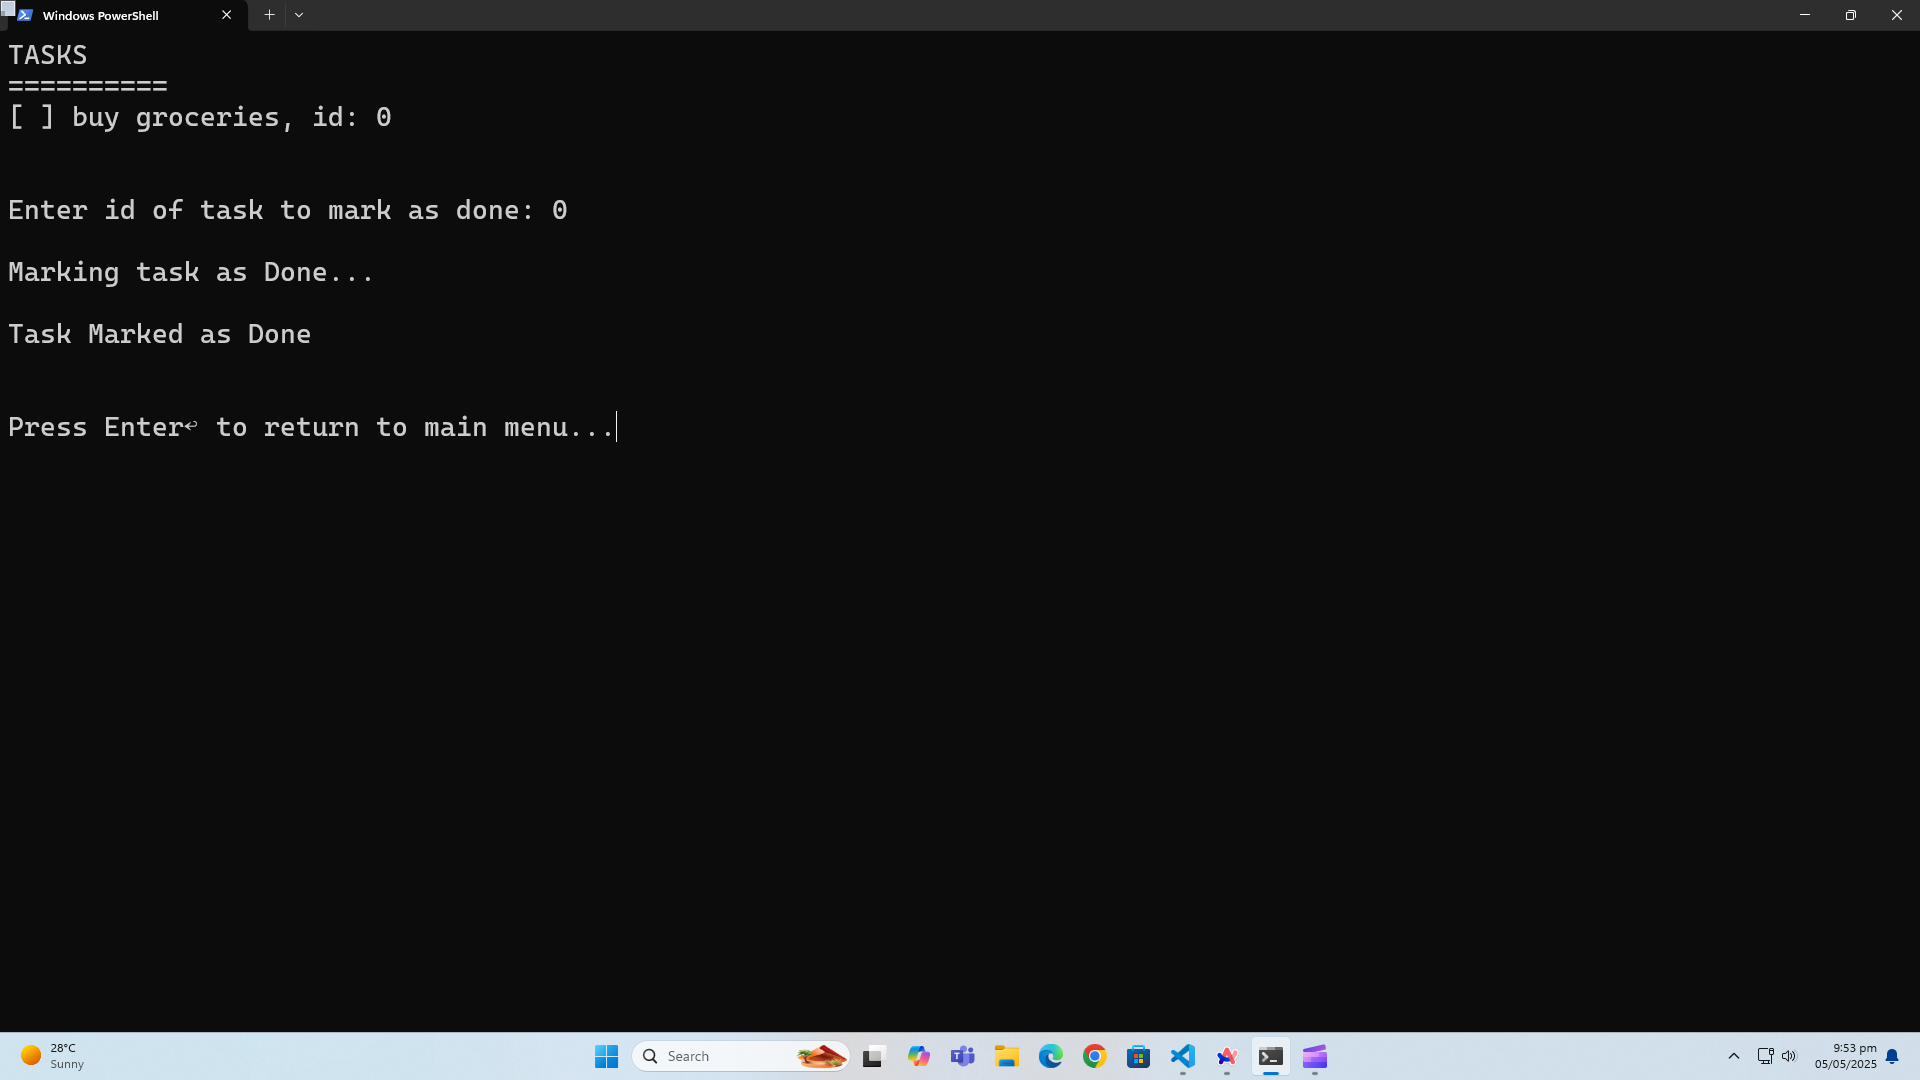 Windows PowerShell
TASKS
==========
[ ] buy groceries, id: 0
Enter id of task to mark as done: 0
Marking task as Done...
Task Marked as Done
Press Enter↩ to return to main menu...
28°C
Sunny
Search
9:53 pm
05/05/2025